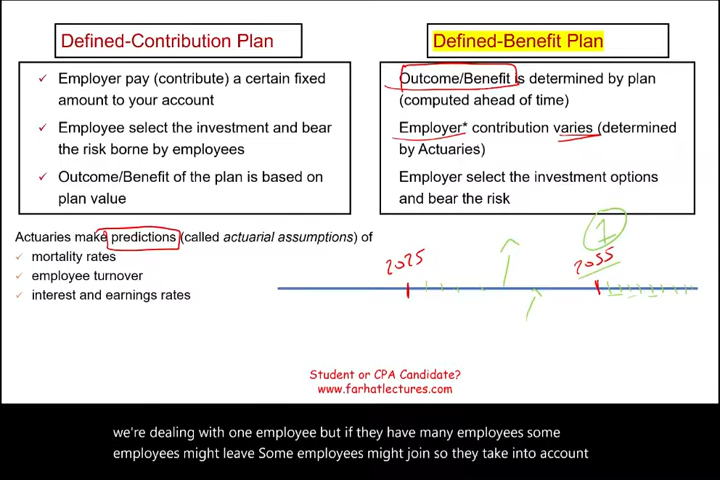 Defined-Contribution Plan
Employer pay (contribute) a certain fixed
amount to your account
Employee select the investment and bear
the risk borne by employees
Outcome/Benefit of the plan is based on
plan value
Defined-Benefit Plan
Outcome/Benefit is determined by plan
(computed ahead of time)
Employer* contribution varies (determined
by Actuaries)
Employer select the investment options
and bear the risk
Actuaries make predictions (called actuarial assumptions) of
mortality rates
employee turnover
interest and earnings rates
1
2025
2055
Student or CPA Candidate?
www.farhatlectures.com
we're dealing with one employee but if they have many employees some
employees might leave Some employees might join so they take into account